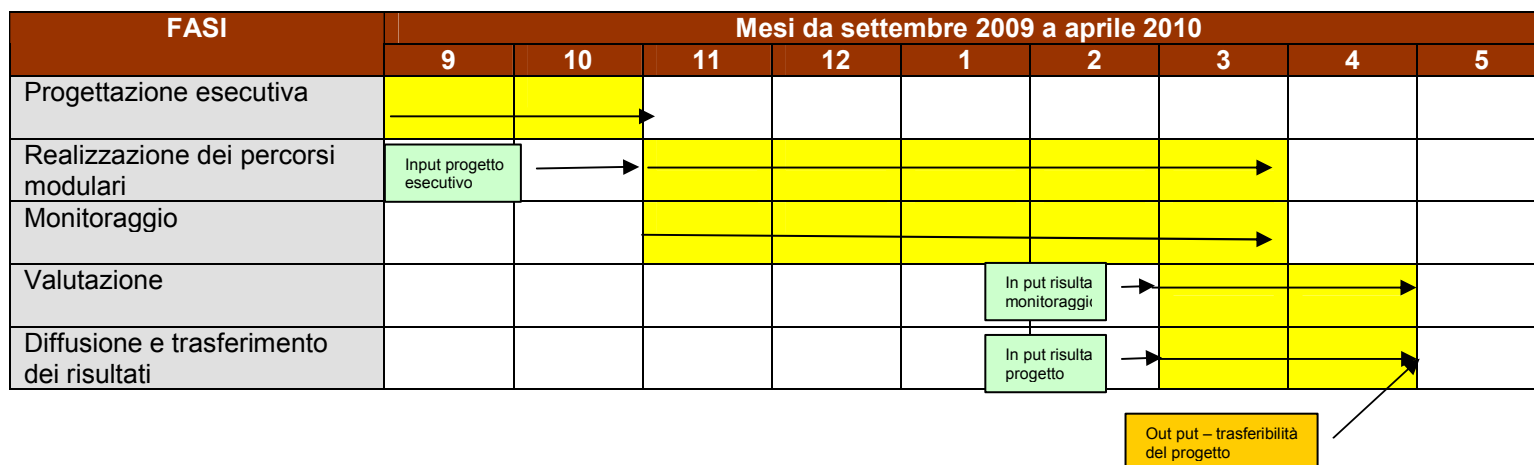 FASI
Mesi da settembre 2009 a aprile 2010
9 10 11 12 1 2 3 4 5
Progettazione esecutiva
Realizzazione dei percorsi
modulari
Input progetto
esecutivo
Monitoraggio
Valutazione
In put risulta
monitoraggio
Diffusione e trasferimento
dei risultati
In put risulta
progetto
Out put – trasferibilità
del progetto